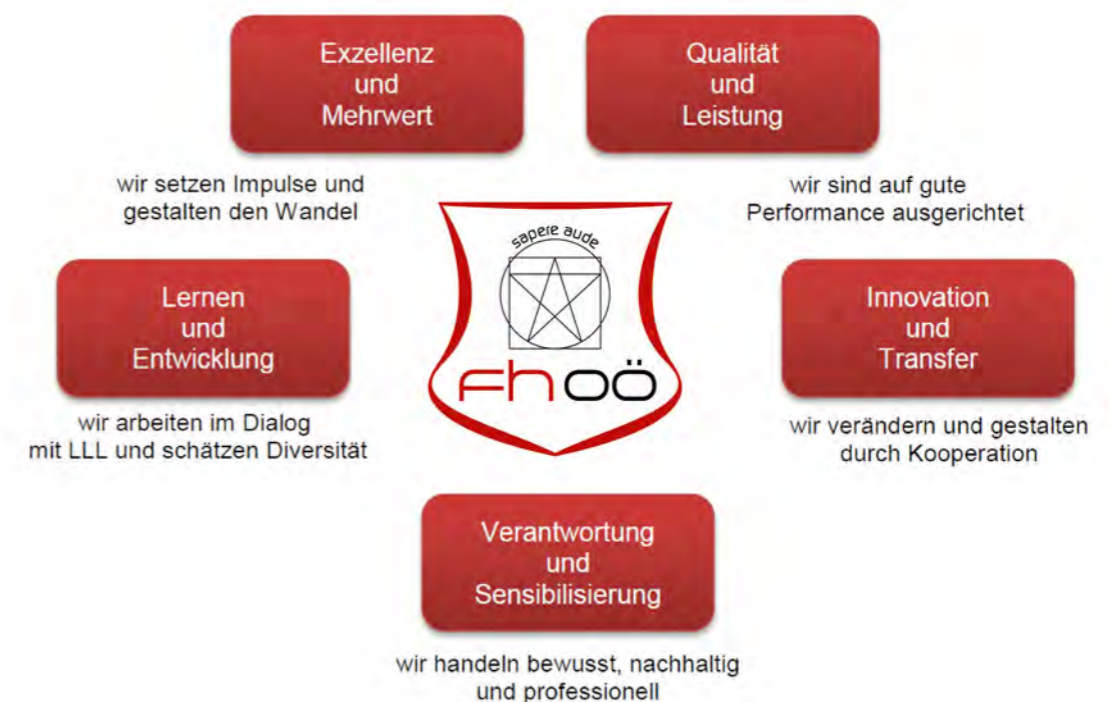 Exzellenz
und
Mehrwert
Qualität
und
Leistung
wir setzen Impulse und
gestalten den Wandel
wir sind auf gute
Performance ausgerichtet
sapere aude
fhoö
Lernen
und
Entwicklung
Innovation
und
Transfer
wir arbeiten im Dialog
mit LLL und schätzen Diversität
wir verändern und gestalten
durch Kooperation
Verantwortung
und
Sensibilisierung
wir handeln bewusst, nachhaltig
und professionell